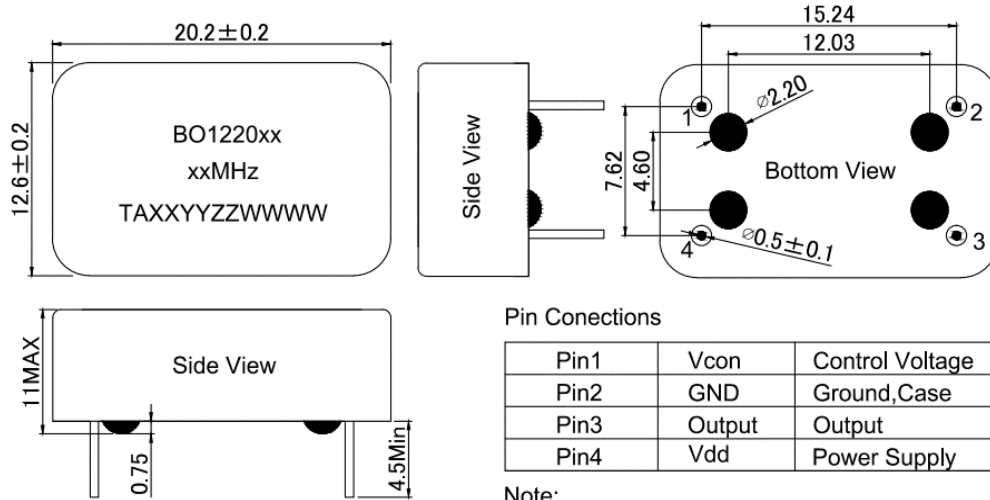 20.2±0.2
12.6±0.2
BO1220xx
xxMHz
TAXXYYZZWWWW
Side View
15.24
12.03
⌀2.20
1
2
7.62
4.60
Bottom View
4
⌀0.5±0.1
3
11MAX
Side View
0.75
4.5Min
Pin Conections
Pin1 Vcon Control Voltage
Pin2 GND Ground,Case
Pin3 Output Output
Pin4 Vdd Power Supply
Note: